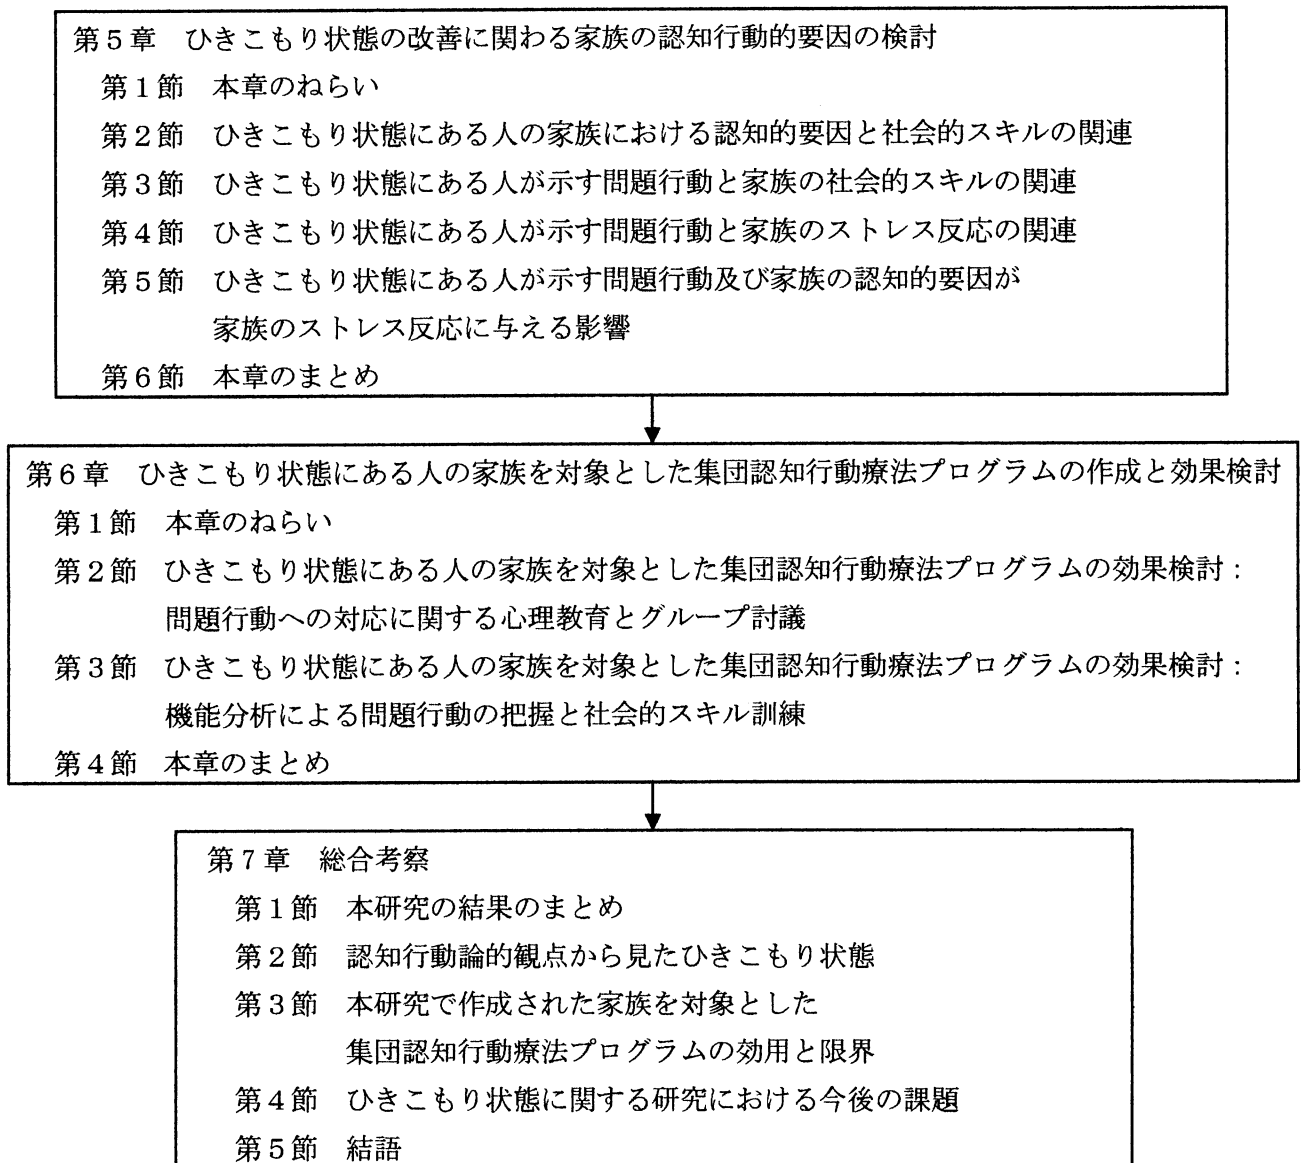 第５章　ひきこもり状態の改善に関わる家族の認知行動的要因の検討
第１節　本章のねらい
第２節　ひきこもり状態にある人の家族における認知的要因と社会的スキルの関連
第３節　ひきこもり状態にある人が示す問題行動と家族の社会的スキルの関連
第４節　ひきこもり状態にある人が示す問題行動と家族のストレス反応の関連
第５節　ひきこもり状態にある人が示す問題行動及び家族の認知的要因が
家族のストレス反応に与える影響
第６節　本章のまとめ
第６章　ひきこもり状態にある人の家族を対象とした集団認知行動療法プログラムの作成と効果検討
第１節　本章のねらい
第２節　ひきこもり状態にある人の家族を対象とした集団認知行動療法プログラムの効果検討：
問題行動への対応に関する心理教育とグループ討議
第３節　ひきこもり状態にある人の家族を対象とした集団認知行動療法プログラムの効果検討：
機能分析による問題行動の把握と社会的スキル訓練
第４節　本章のまとめ
第７章　総合考察
第１節　本研究の結果のまとめ
第２節　認知行動論的観点から見たひきこもり状態
第３節　本研究で作成された家族を対象とした
集団認知行動療法プログラムの効用と限界
第４節　ひきこもり状態に関する研究における今後の課題
第５節　結語